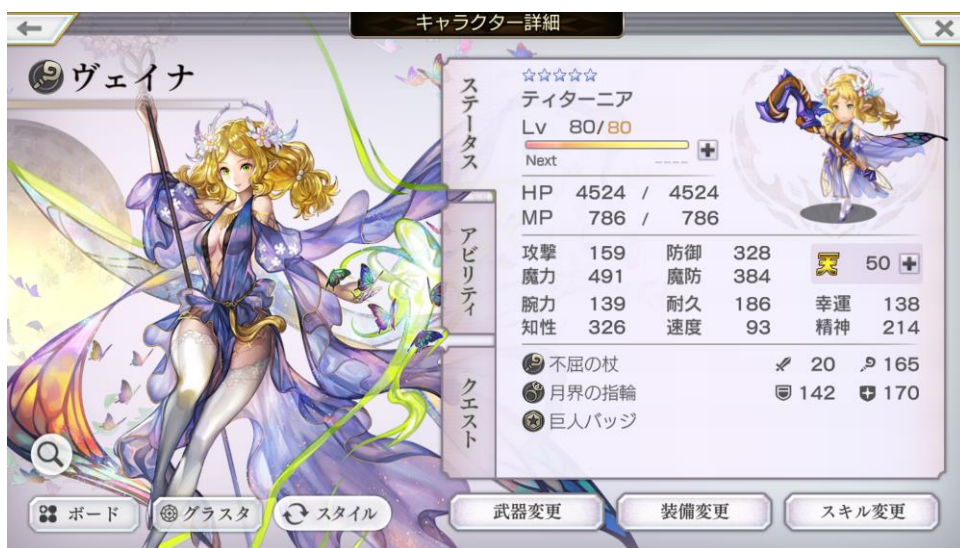 キャラクター詳細
ヴェイナ
ステータス
アビリティ
クエスト
☆☆☆☆☆
ティターニア
Lv 80/80
Next ----
HP 4524 / 4524
MP 786 / 786
攻撃 159 防御 328 天 50
魔力 491 魔防 384
腕力 139 耐久 186 幸運 138
知性 326 速度 93 精神 214
不屈の杖 20 165
月界の指輪 142 170
巨人バッジ
ボード グラスタ スタイル 武器変更 装備変更 スキル変更